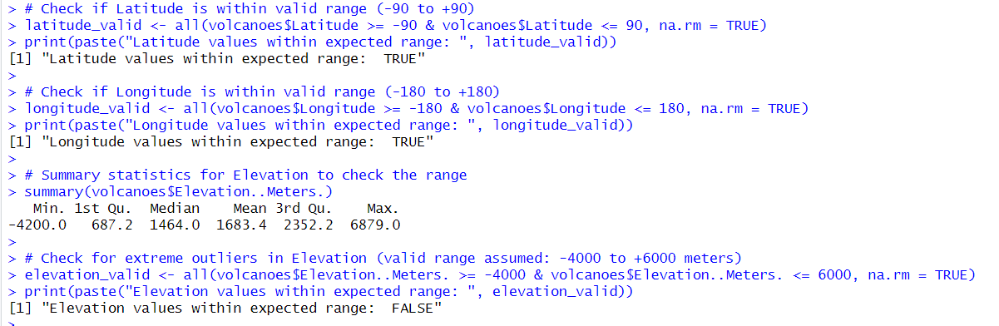 > # Check if Latitude is within valid range (-90 to +90)
> latitude_valid <- all(volcanoes$Latitude >= -90 & volcanoes$Latitude <= 90, na.rm = TRUE)
> print(paste("Latitude values within expected range: ", latitude_valid))
[1] "Latitude values within expected range:  TRUE"
>
> # Check if Longitude is within valid range (-180 to +180)
> longitude_valid <- all(volcanoes$Longitude >= -180 & volcanoes$Longitude <= 180, na.rm = TRUE)
> print(paste("Longitude values within expected range: ", longitude_valid))
[1] "Longitude values within expected range:  TRUE"
>
> # Summary statistics for Elevation to check the range
> summary(volcanoes$Elevation..Meters.)
   Min. 1st Qu.  Median    Mean 3rd Qu.    Max.
-4200.0   687.2  1464.0  1683.4  2352.2  6879.0
>
> # Check for extreme outliers in Elevation (valid range assumed: -4000 to +6000 meters)
> elevation_valid <- all(volcanoes$Elevation..Meters. >= -4000 & volcanoes$Elevation..Meters. <= 6000, na.rm = TRUE)
> print(paste("Elevation values within expected range: ", elevation_valid))
[1] "Elevation values within expected range:  FALSE"
>